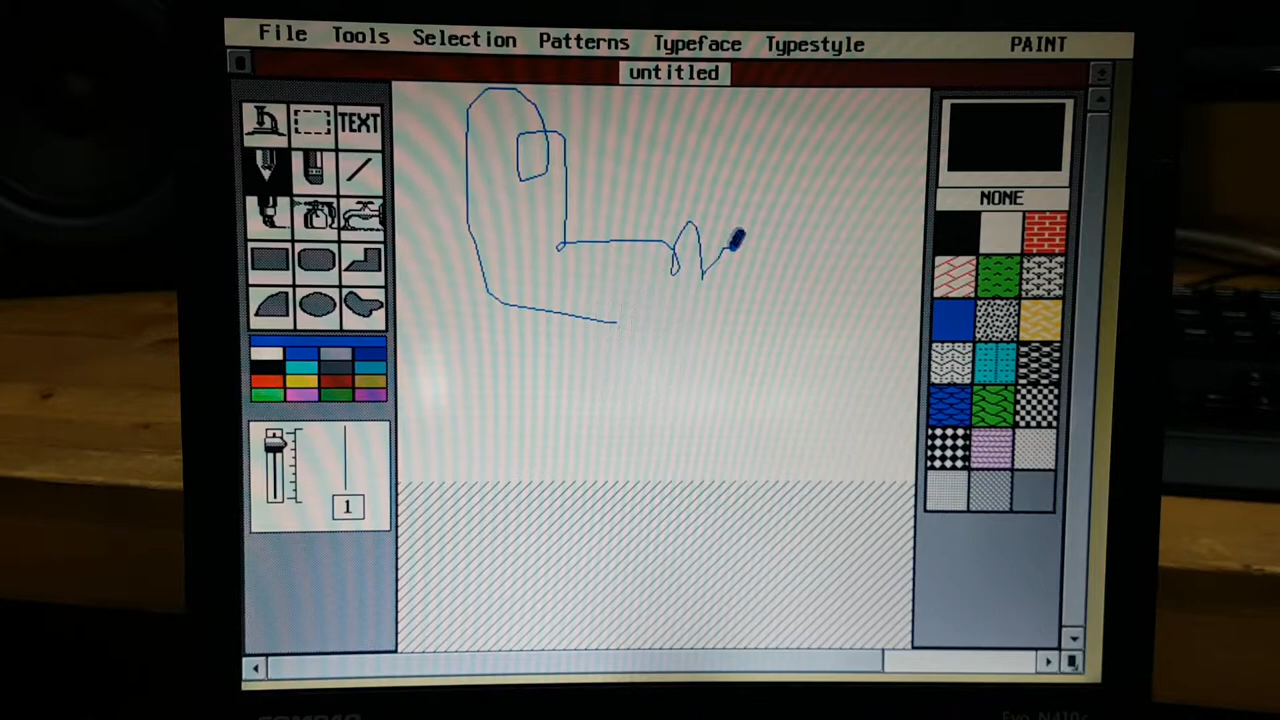 File Tools Selection Patterns Typeface Typestyle PAINT
untitled
TEXT
NONE
1